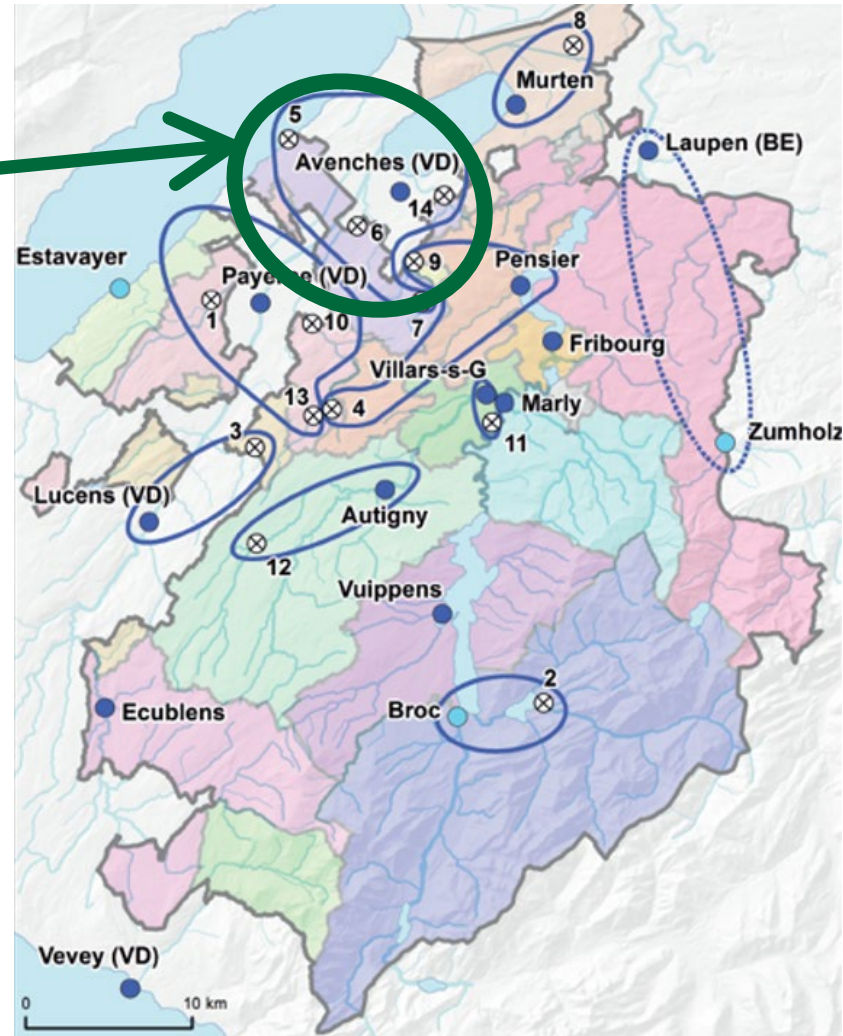 8
Murten
5
Avenches (VD)
Laupen (BE)
14
6
Estavayer
9
Payerne (VD)
Pensier
1
7
10
Fribourg
Villars-s-G
13
4
Marly
11
3
Zumholz
Lucens (VD)
Autigny
12
Vuippens
2
Ecublens
Broc
Vevey (VD)
0
10 km